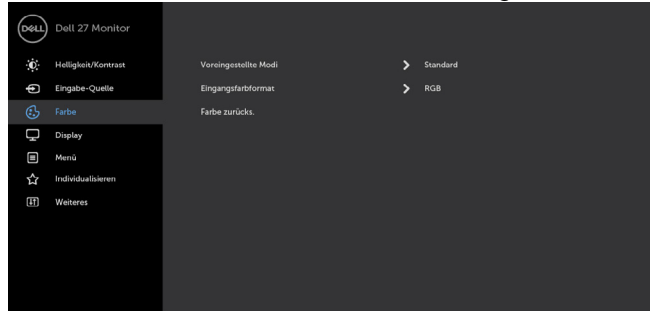 DELL Dell 27 Monitor
Helligkeit/Kontrast
Eingabe-Quelle
Farbe
Display
Menü
Individualisieren
Weiteres
Voreingestellte Modi Standard
Eingangsfarbformat RGB
Farbe zurücks.